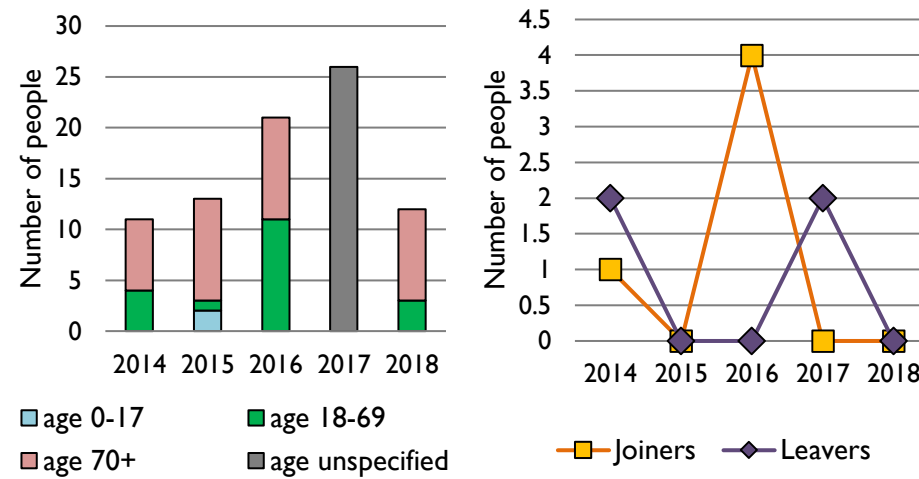 Number of people
30
25
20
15
10
5
0
2014 2015 2016 2017 2018
age 0-17 age 18-69
age 70+ age unspecified
Number of people
4.5
4
3.5
3
2.5
2
1.5
1
0.5
0
2014 2015 2016 2017 2018
Joiners Leavers